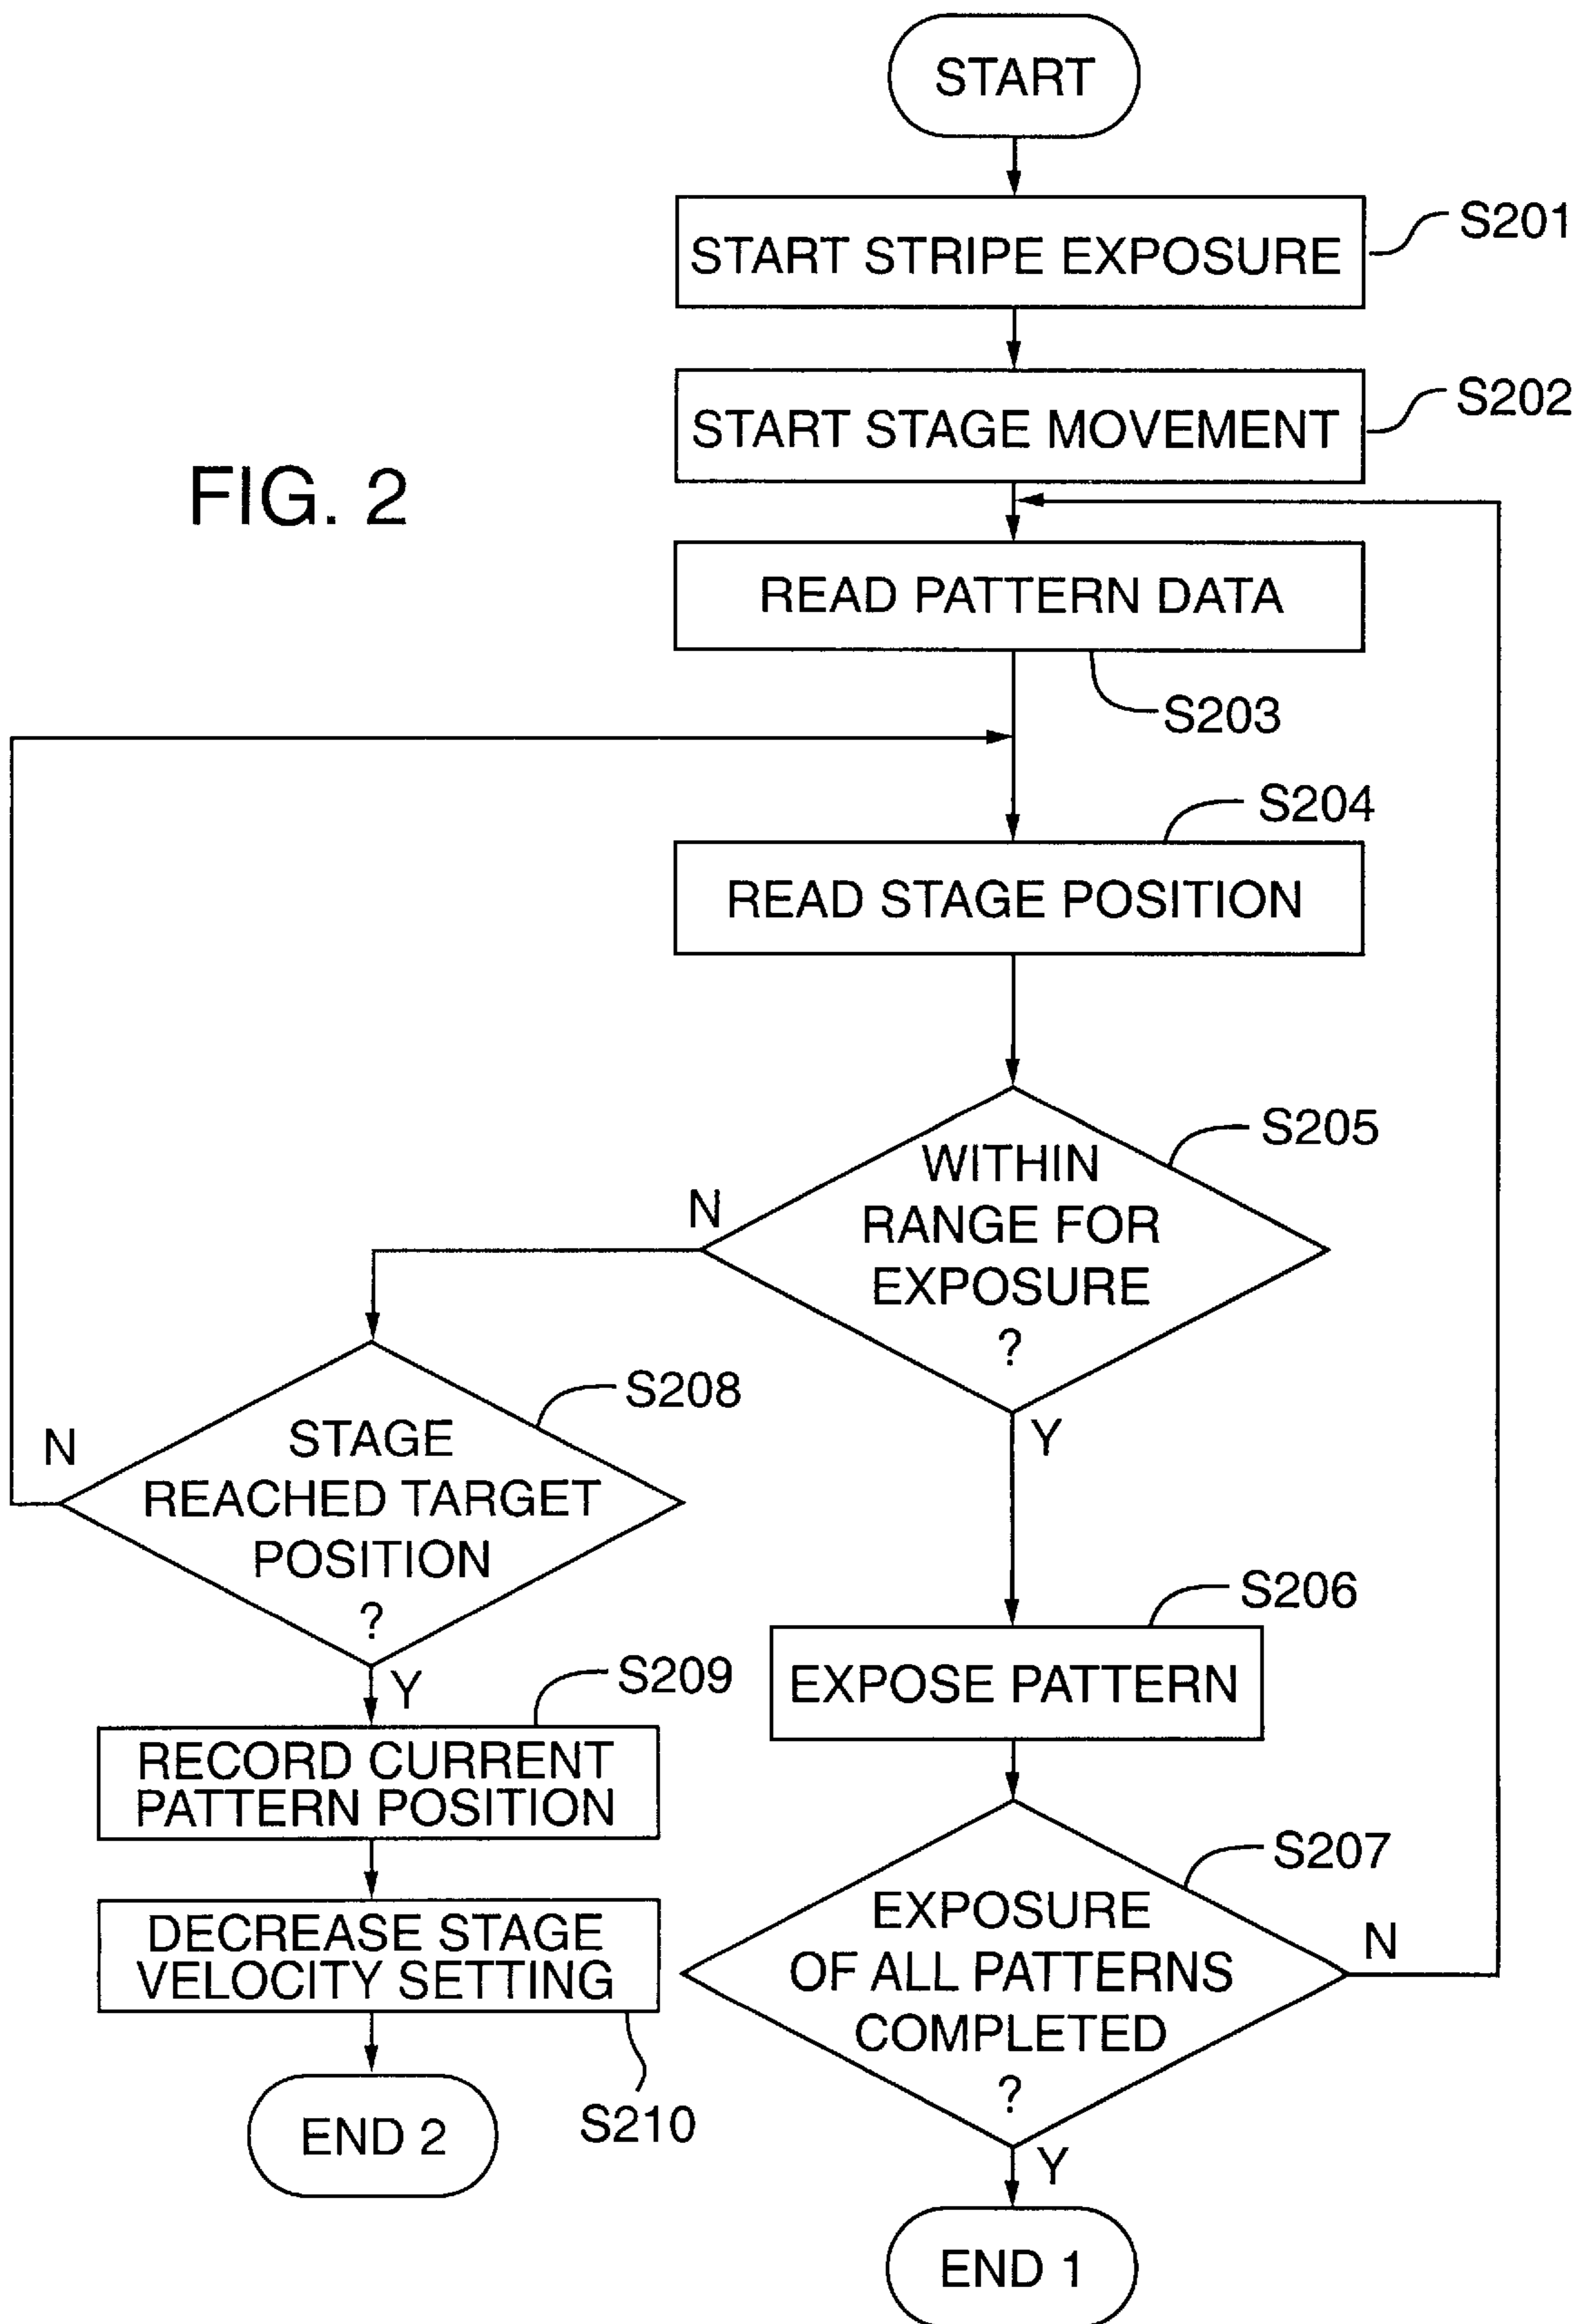 START
START STRIPE EXPOSURE
S201
START STAGE MOVEMENT
S202
FIG. 2
READ PATTERN DATA
S203
S204
READ STAGE POSITION
S205
WITHIN
RANGE FOR
EXPOSURE
?
N
Y
S208
STAGE
REACHED TARGET
POSITION
?
N
Y
S206
EXPOSE PATTERN
S209
RECORD CURRENT
PATTERN POSITION
S207
EXPOSURE
OF ALL PATTERNS
COMPLETED
?
N
Y
DECREASE STAGE
VELOCITY SETTING
S210
END 2
END 1